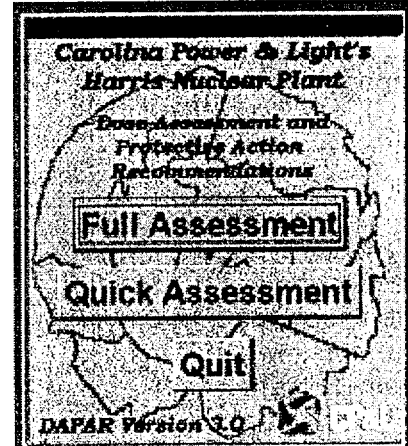 Carolina Power & Light's
Harris Nuclear Plant
Dose Assessment and
Protective Action
Recommendations
Full Assessment
Quick Assessment
Quit
DAPAR Version 3.0